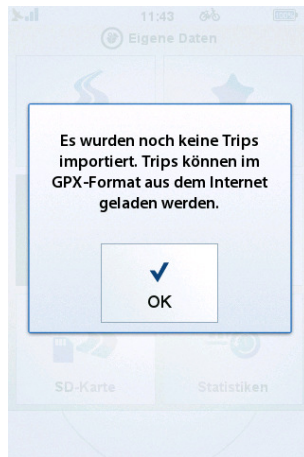 11:43
Eigene Daten
Es wurden noch keine Trips
importiert. Trips können im
GPX-Format aus dem Internet
geladen werden.
OK
SD-Karte
Statistiken